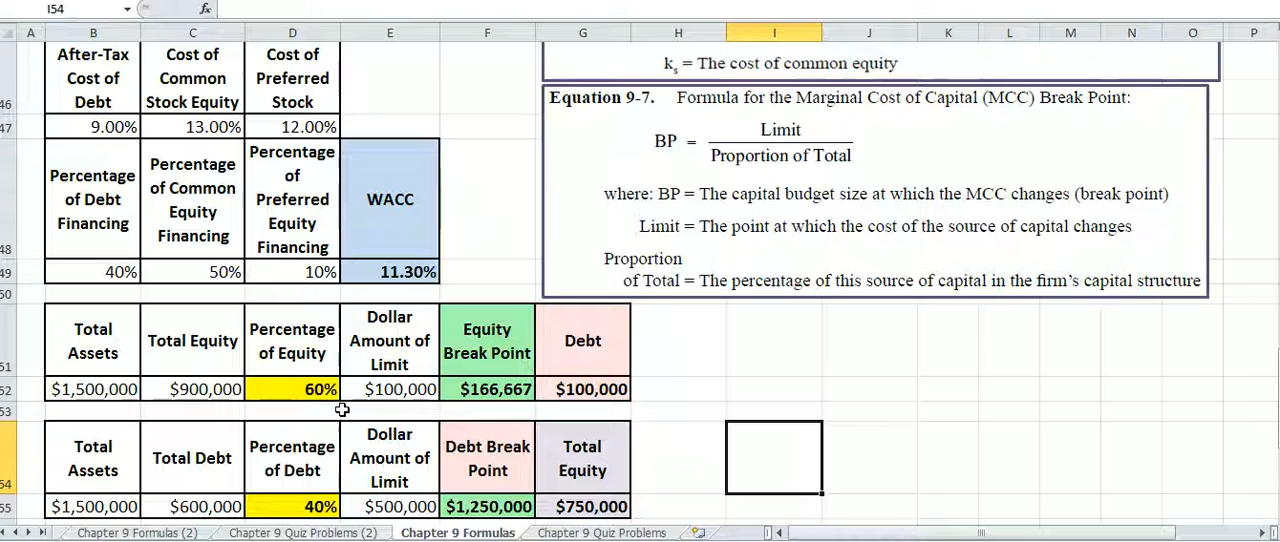 I54
fx
A B C D E F G H I J K L M N O P
After-Tax Cost of Debt Cost of Common Stock Equity Cost of Preferred Stock
46
47 9.00% 13.00% 12.00%
Percentage of Debt Financing Percentage of Common Equity Financing Percentage of Preferred Equity Financing WACC
48
49 40% 50% 10% 11.30%
50
Total Assets Total Equity Percentage of Equity Dollar Amount of Limit Equity Break Point Debt
51
52 $1,500,000 $900,000 60% $100,000 $166,667 $100,000
53
Total Assets Total Debt Percentage of Debt Dollar Amount of Limit Debt Break Point Total Equity
54
55 $1,500,000 $600,000 40% $500,000 $1,250,000 $750,000
ks = The cost of common equity
Equation 9-7. Formula for the Marginal Cost of Capital (MCC) Break Point:
BP = Limit
Proportion of Total
where: BP = The capital budget size at which the MCC changes (break point)
Limit = The point at which the cost of the source of capital changes
Proportion
of Total = The percentage of this source of capital in the firm's capital structure
Chapter 9 Formulas (2) Chapter 9 Quiz Problems (2) Chapter 9 Formulas Chapter 9 Quiz Problems